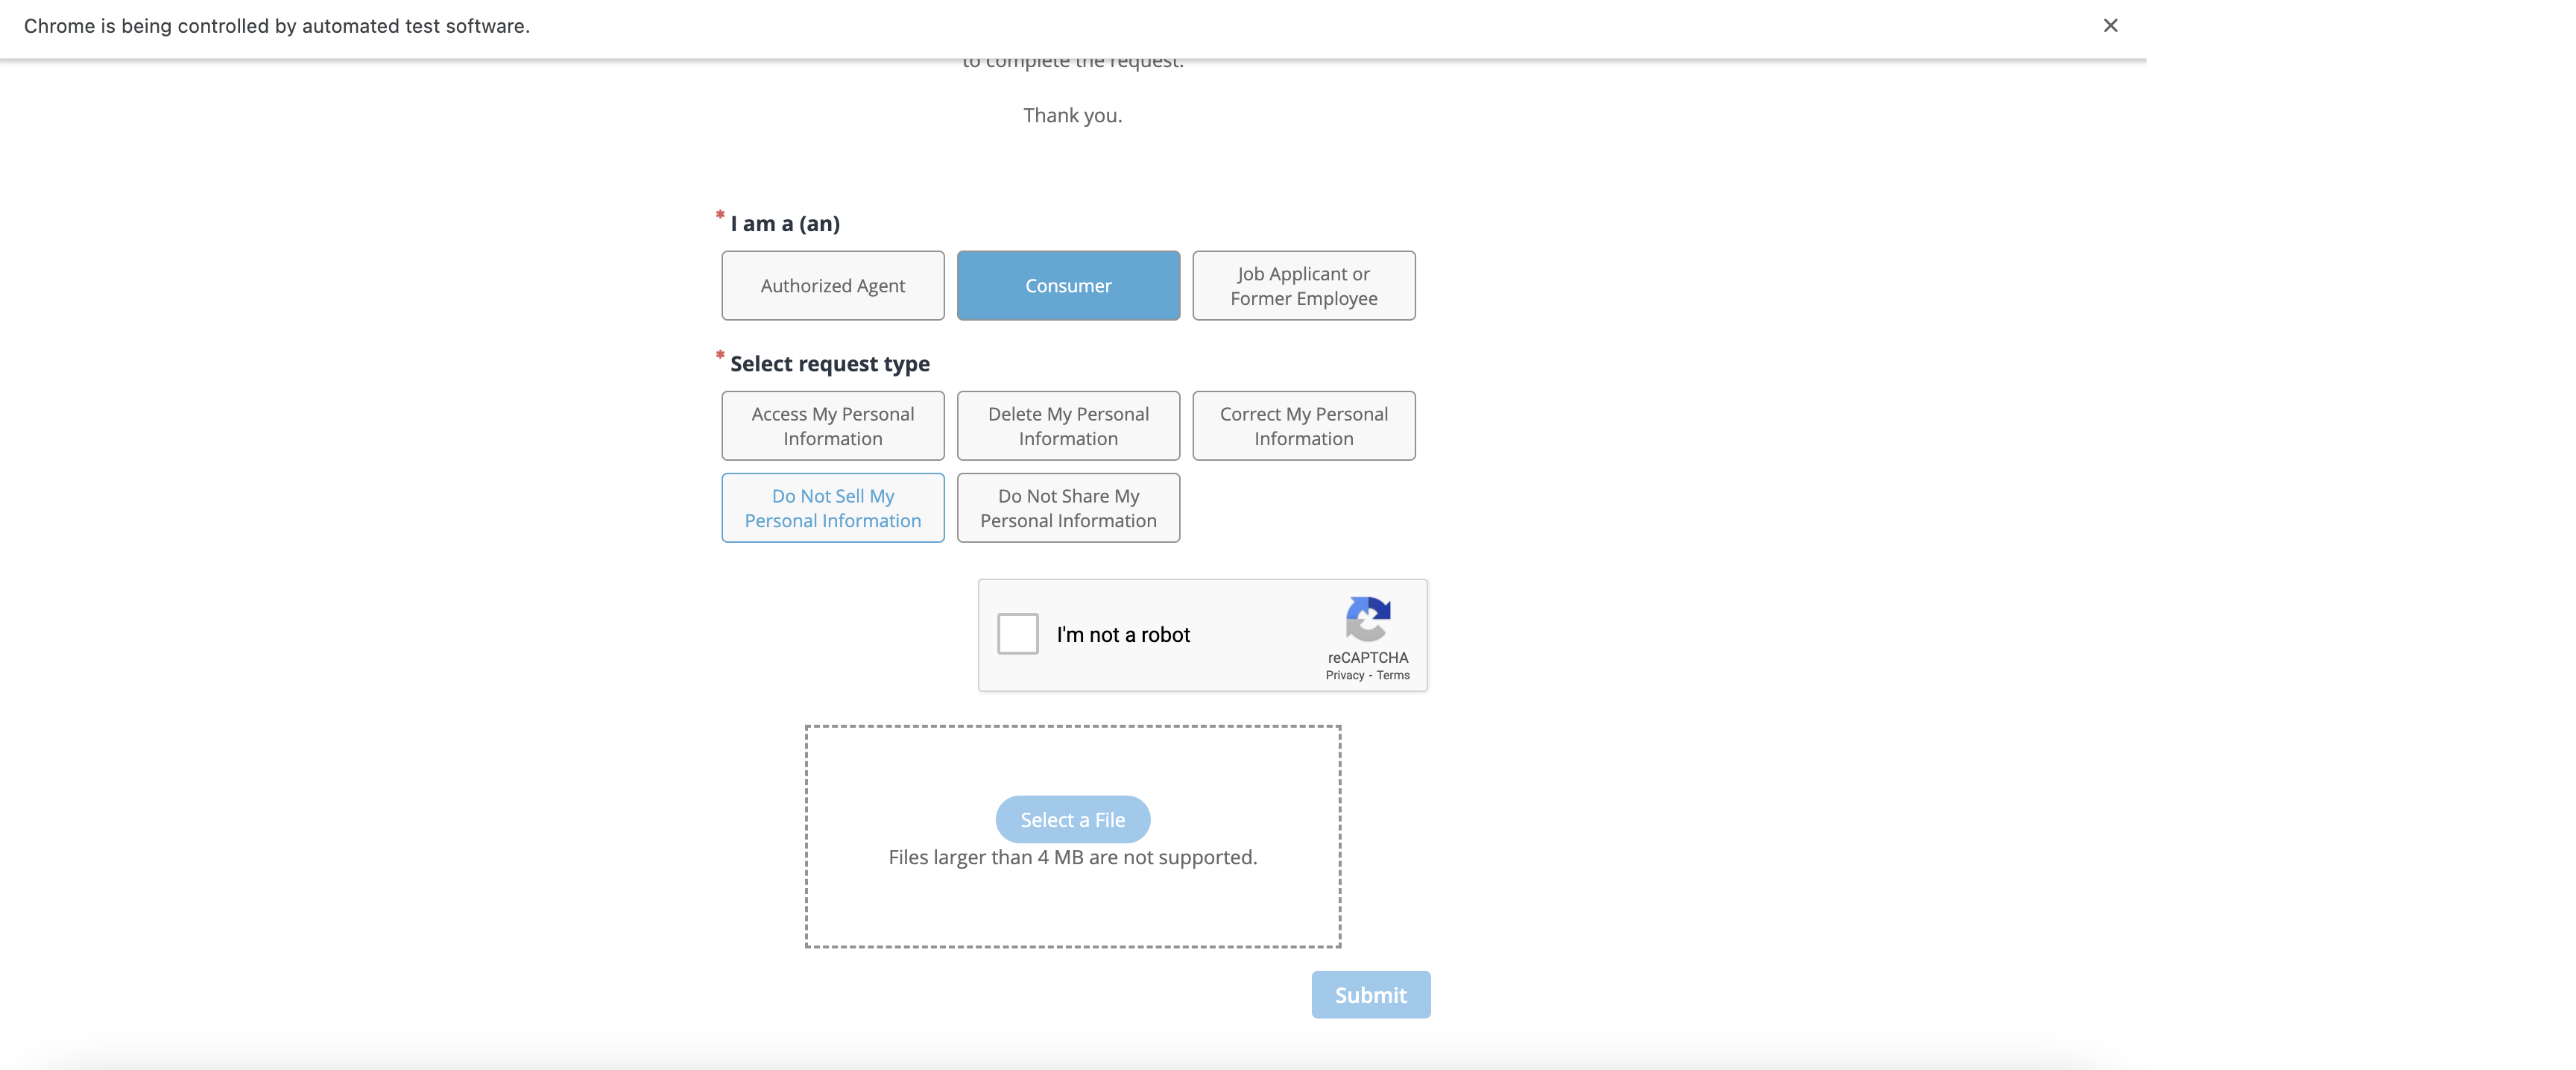 Chrome is being controlled by automated test software.
to complete the request.
Thank you.
* I am a (an)
Authorized Agent
Consumer
Job Applicant or
Former Employee
* Select request type
Access My Personal
Information
Delete My Personal
Information
Correct My Personal
Information
Do Not Sell My
Personal Information
Do Not Share My
Personal Information
I'm not a robot
reCAPTCHA
Privacy - Terms
Select a File
Files larger than 4 MB are not supported.
Submit